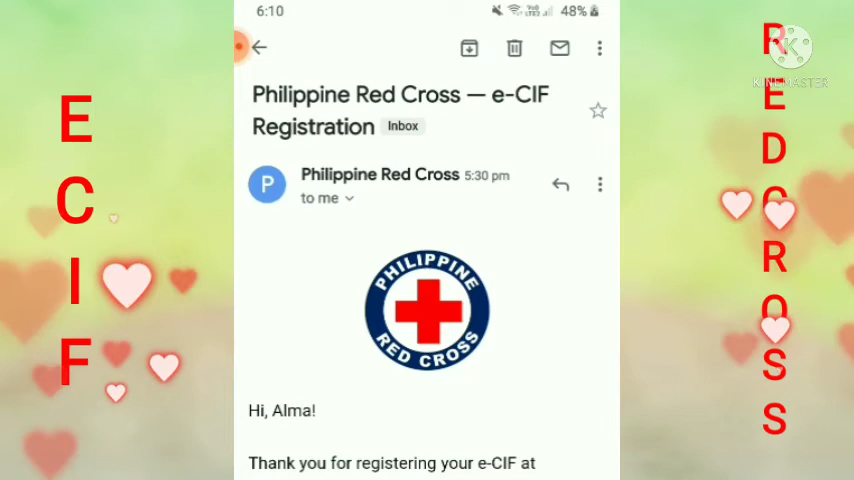 E
C
I
F
6:10
48%
Philippine Red Cross — e-CIF
Registration
Inbox
P
Philippine Red Cross 5:30 pm
to me
PHILIPPINE
RED CROSS
Hi, Alma!
Thank you for registering your e-CIF at
K
KINEMASTER
R
E
D
C
R
O
S
S